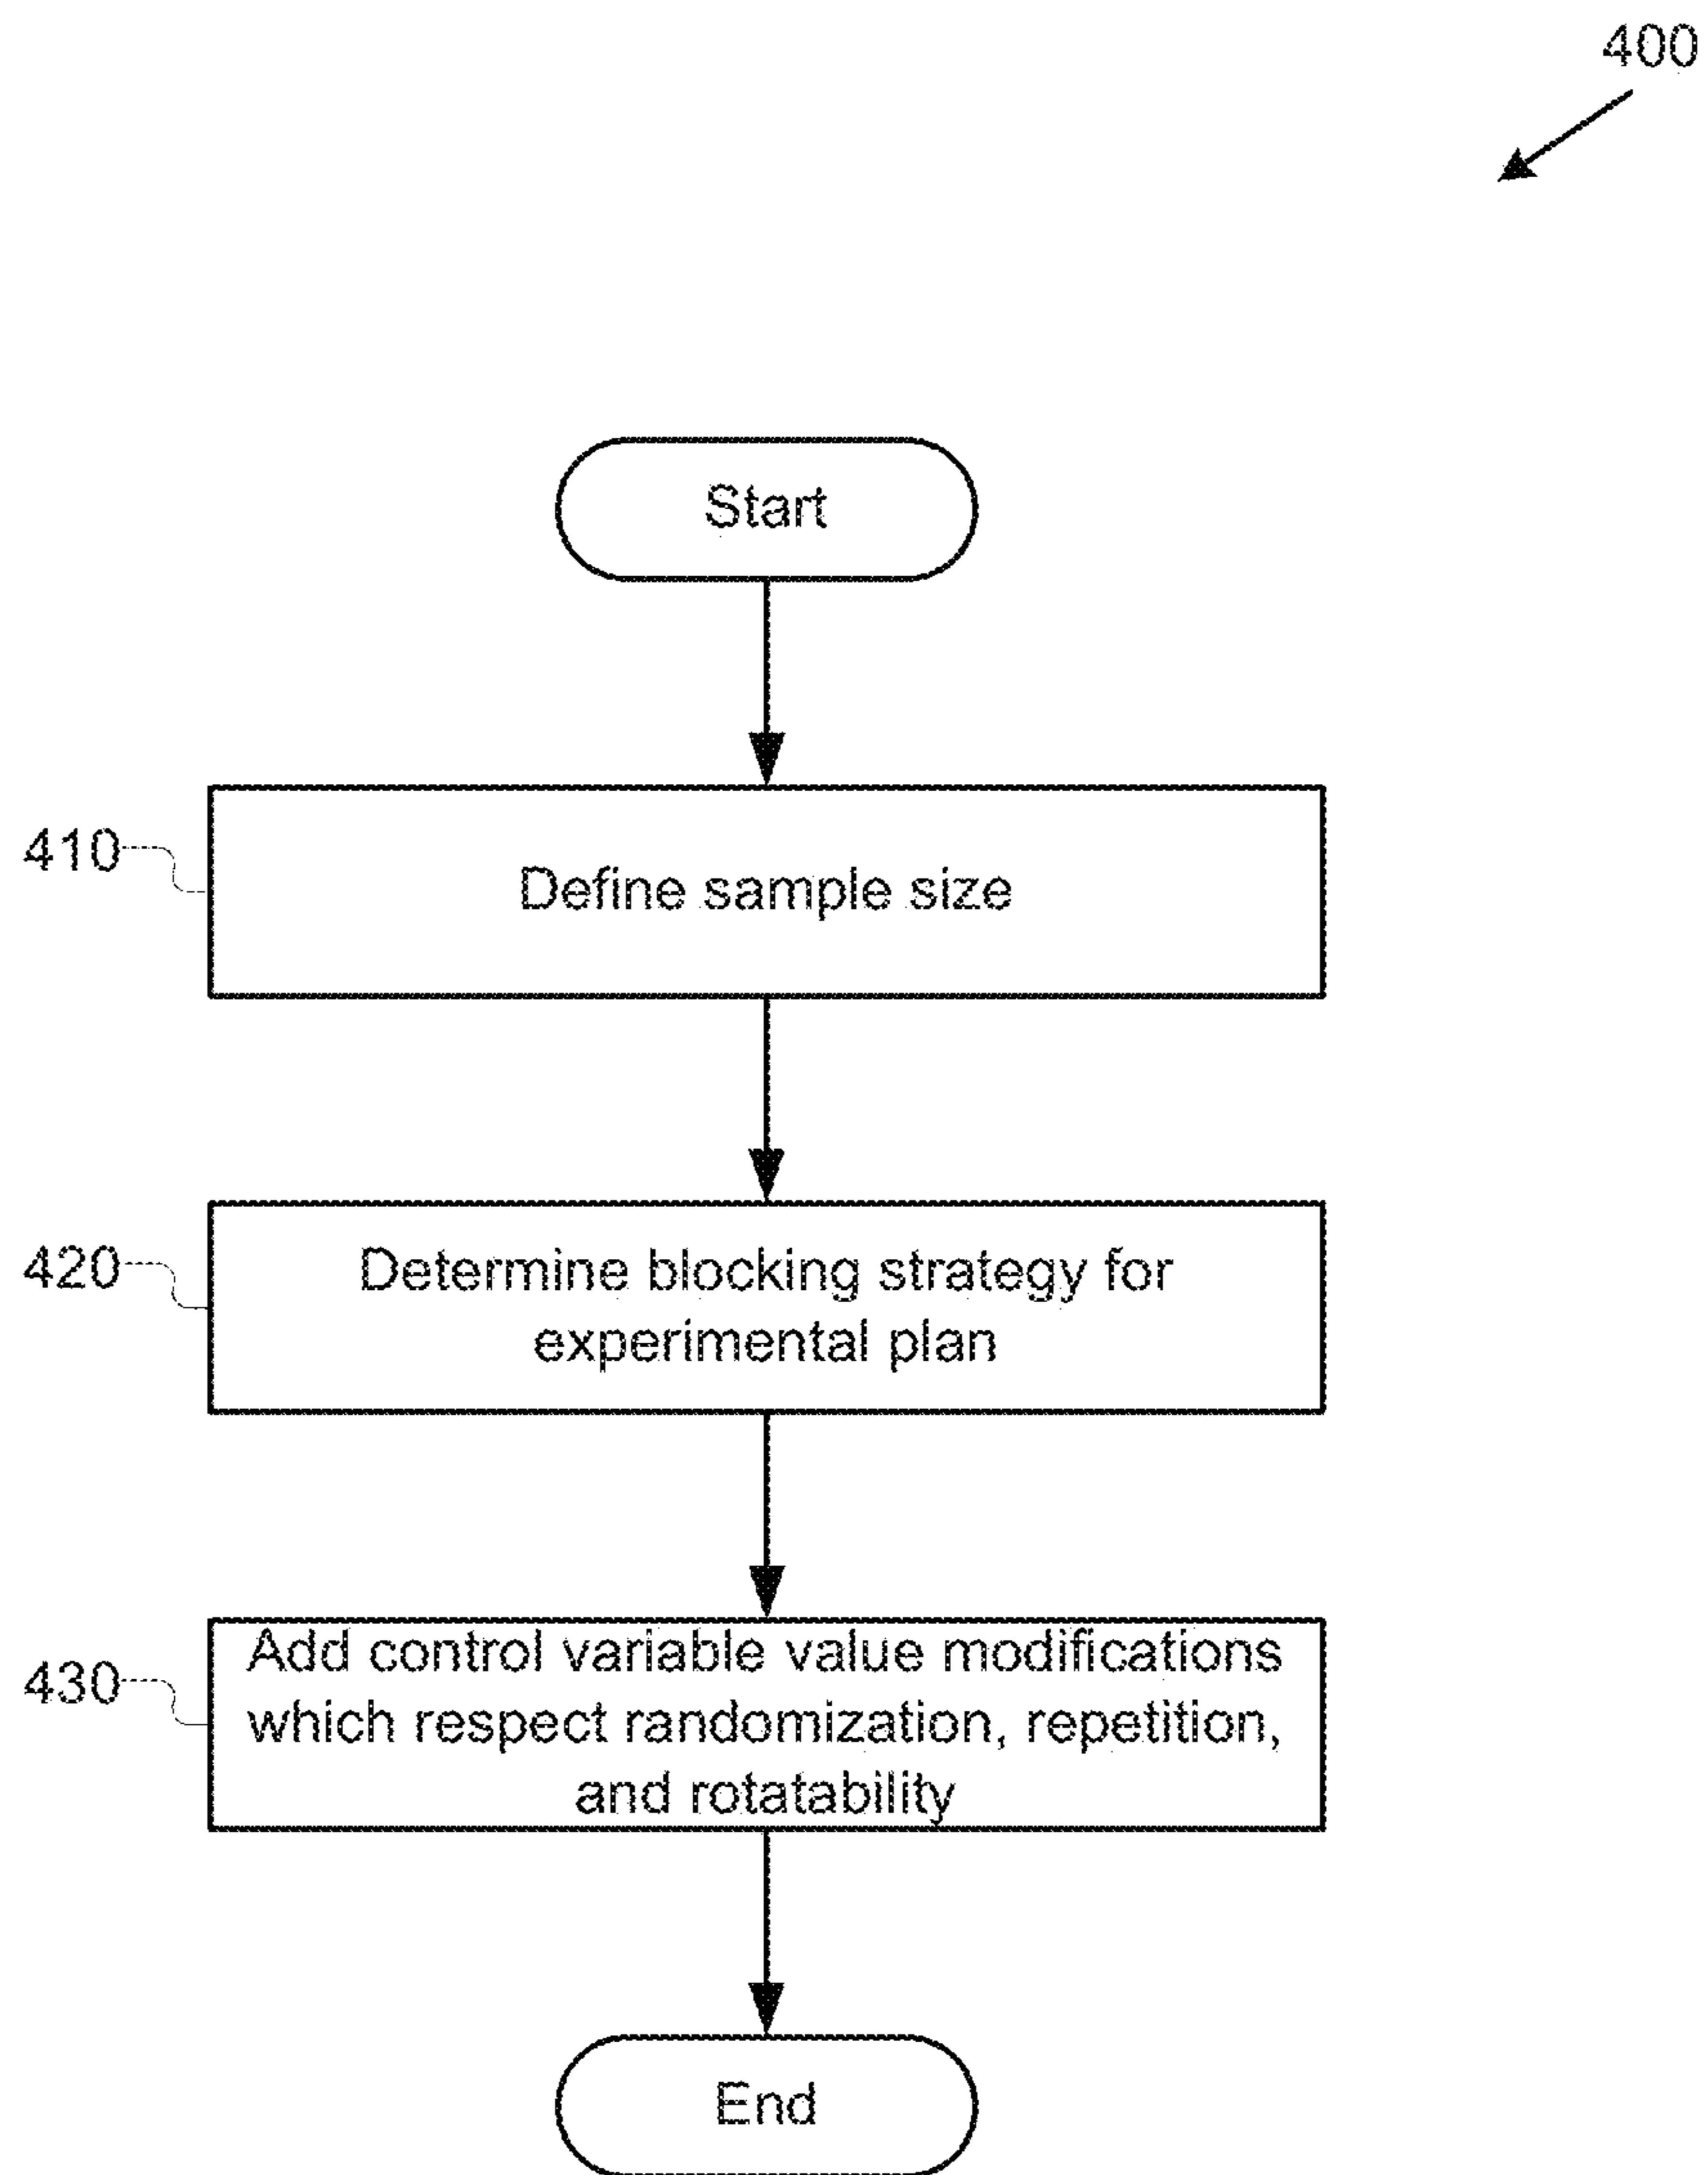 400
Start
410
Define sample size
420
Determine blocking strategy for
experimental plan
430
Add control variable value modifications
which respect randomization, repetition,
and rotatability
End